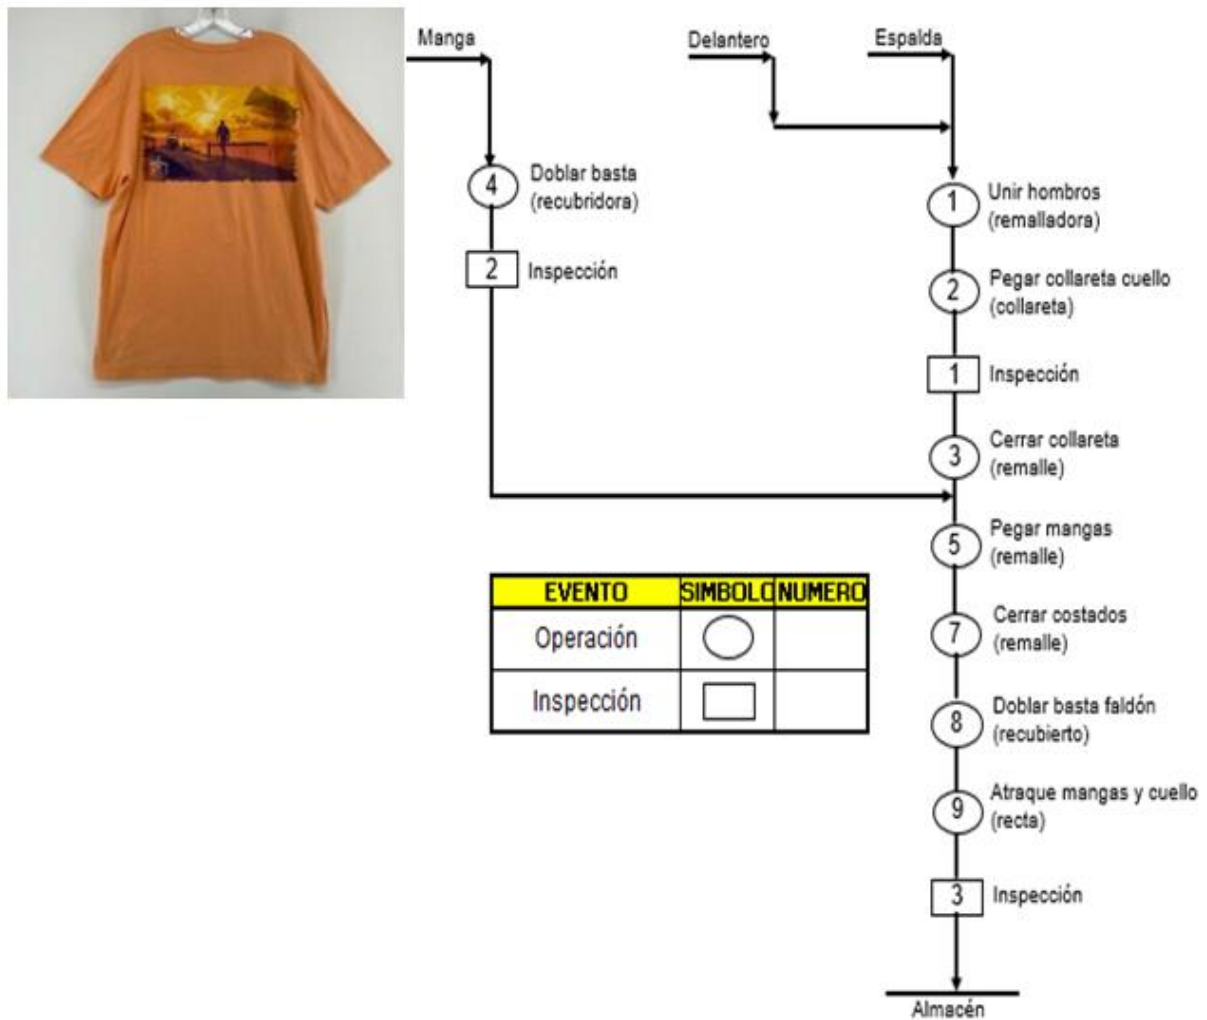 Manga
Delantero
Espalda
4
Doblar basta
(recubridora)
2
Inspección
1
Unir hombros
(remalladora)
2
Pegar collareta cuello
(collareta)
1
Inspección
3
Cerrar collareta
(remalle)
5
Pegar mangas
(remalle)
7
Cerrar costados
(remalle)
8
Doblar basta faldón
(recubierto)
9
Atraque mangas y cuello
(recta)
3
Inspección
Almacén
EVENTO SIMBOLO NUMERO
Operación
Inspección